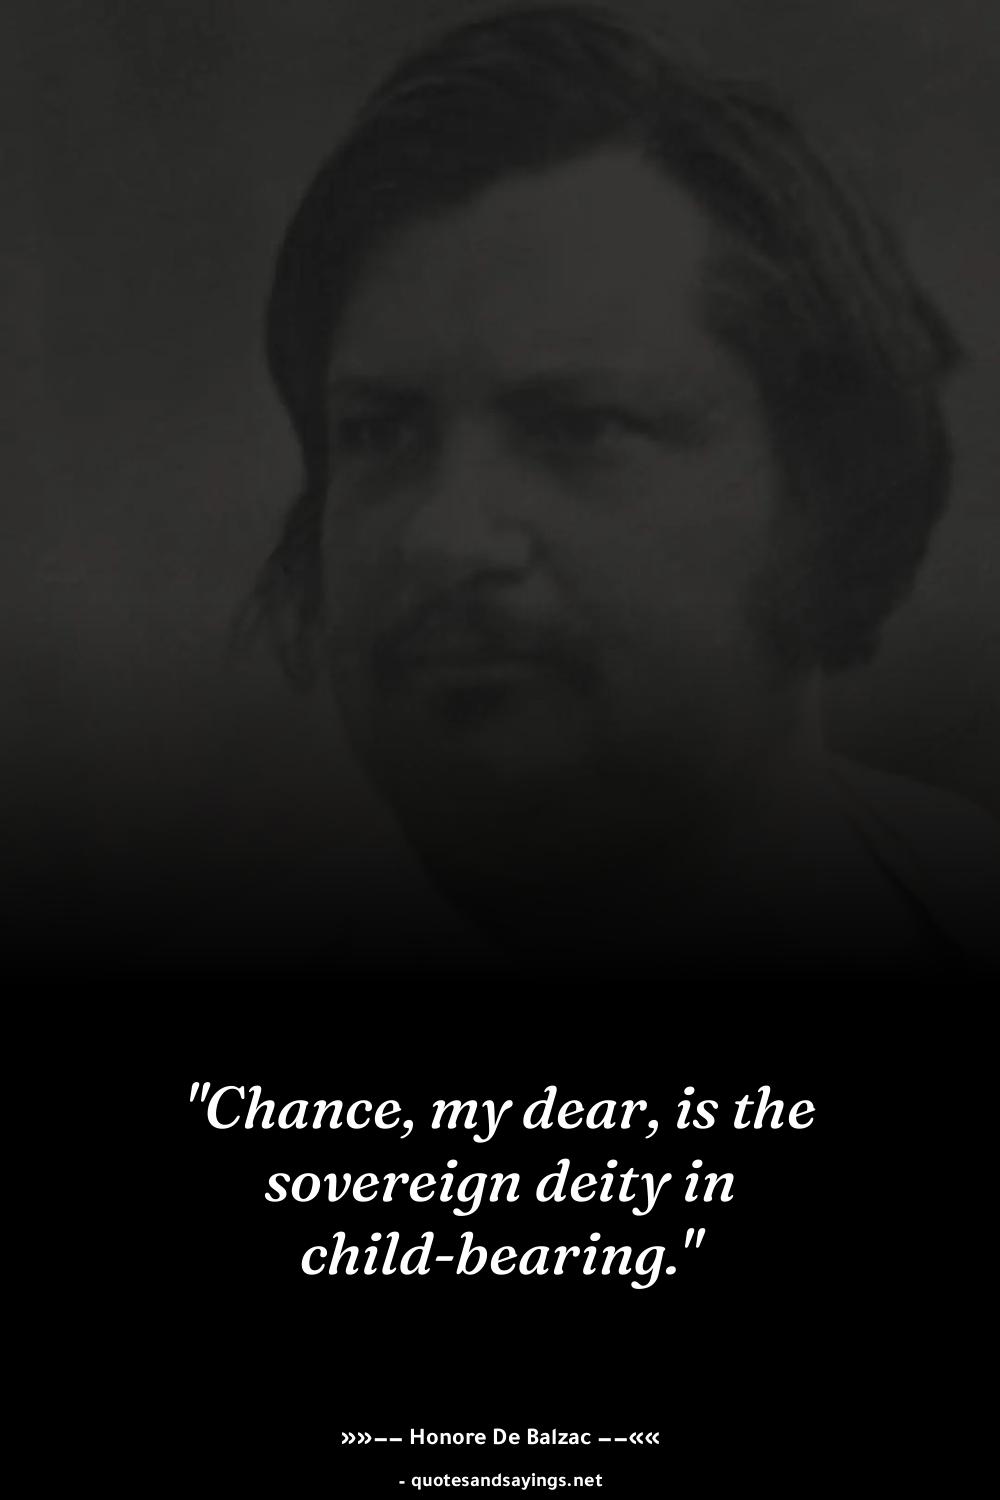 "Chance, my dear, is the
sovereign deity in
child-bearing."
»»–– Honore De Balzac ––««
- quotesandsayings.net